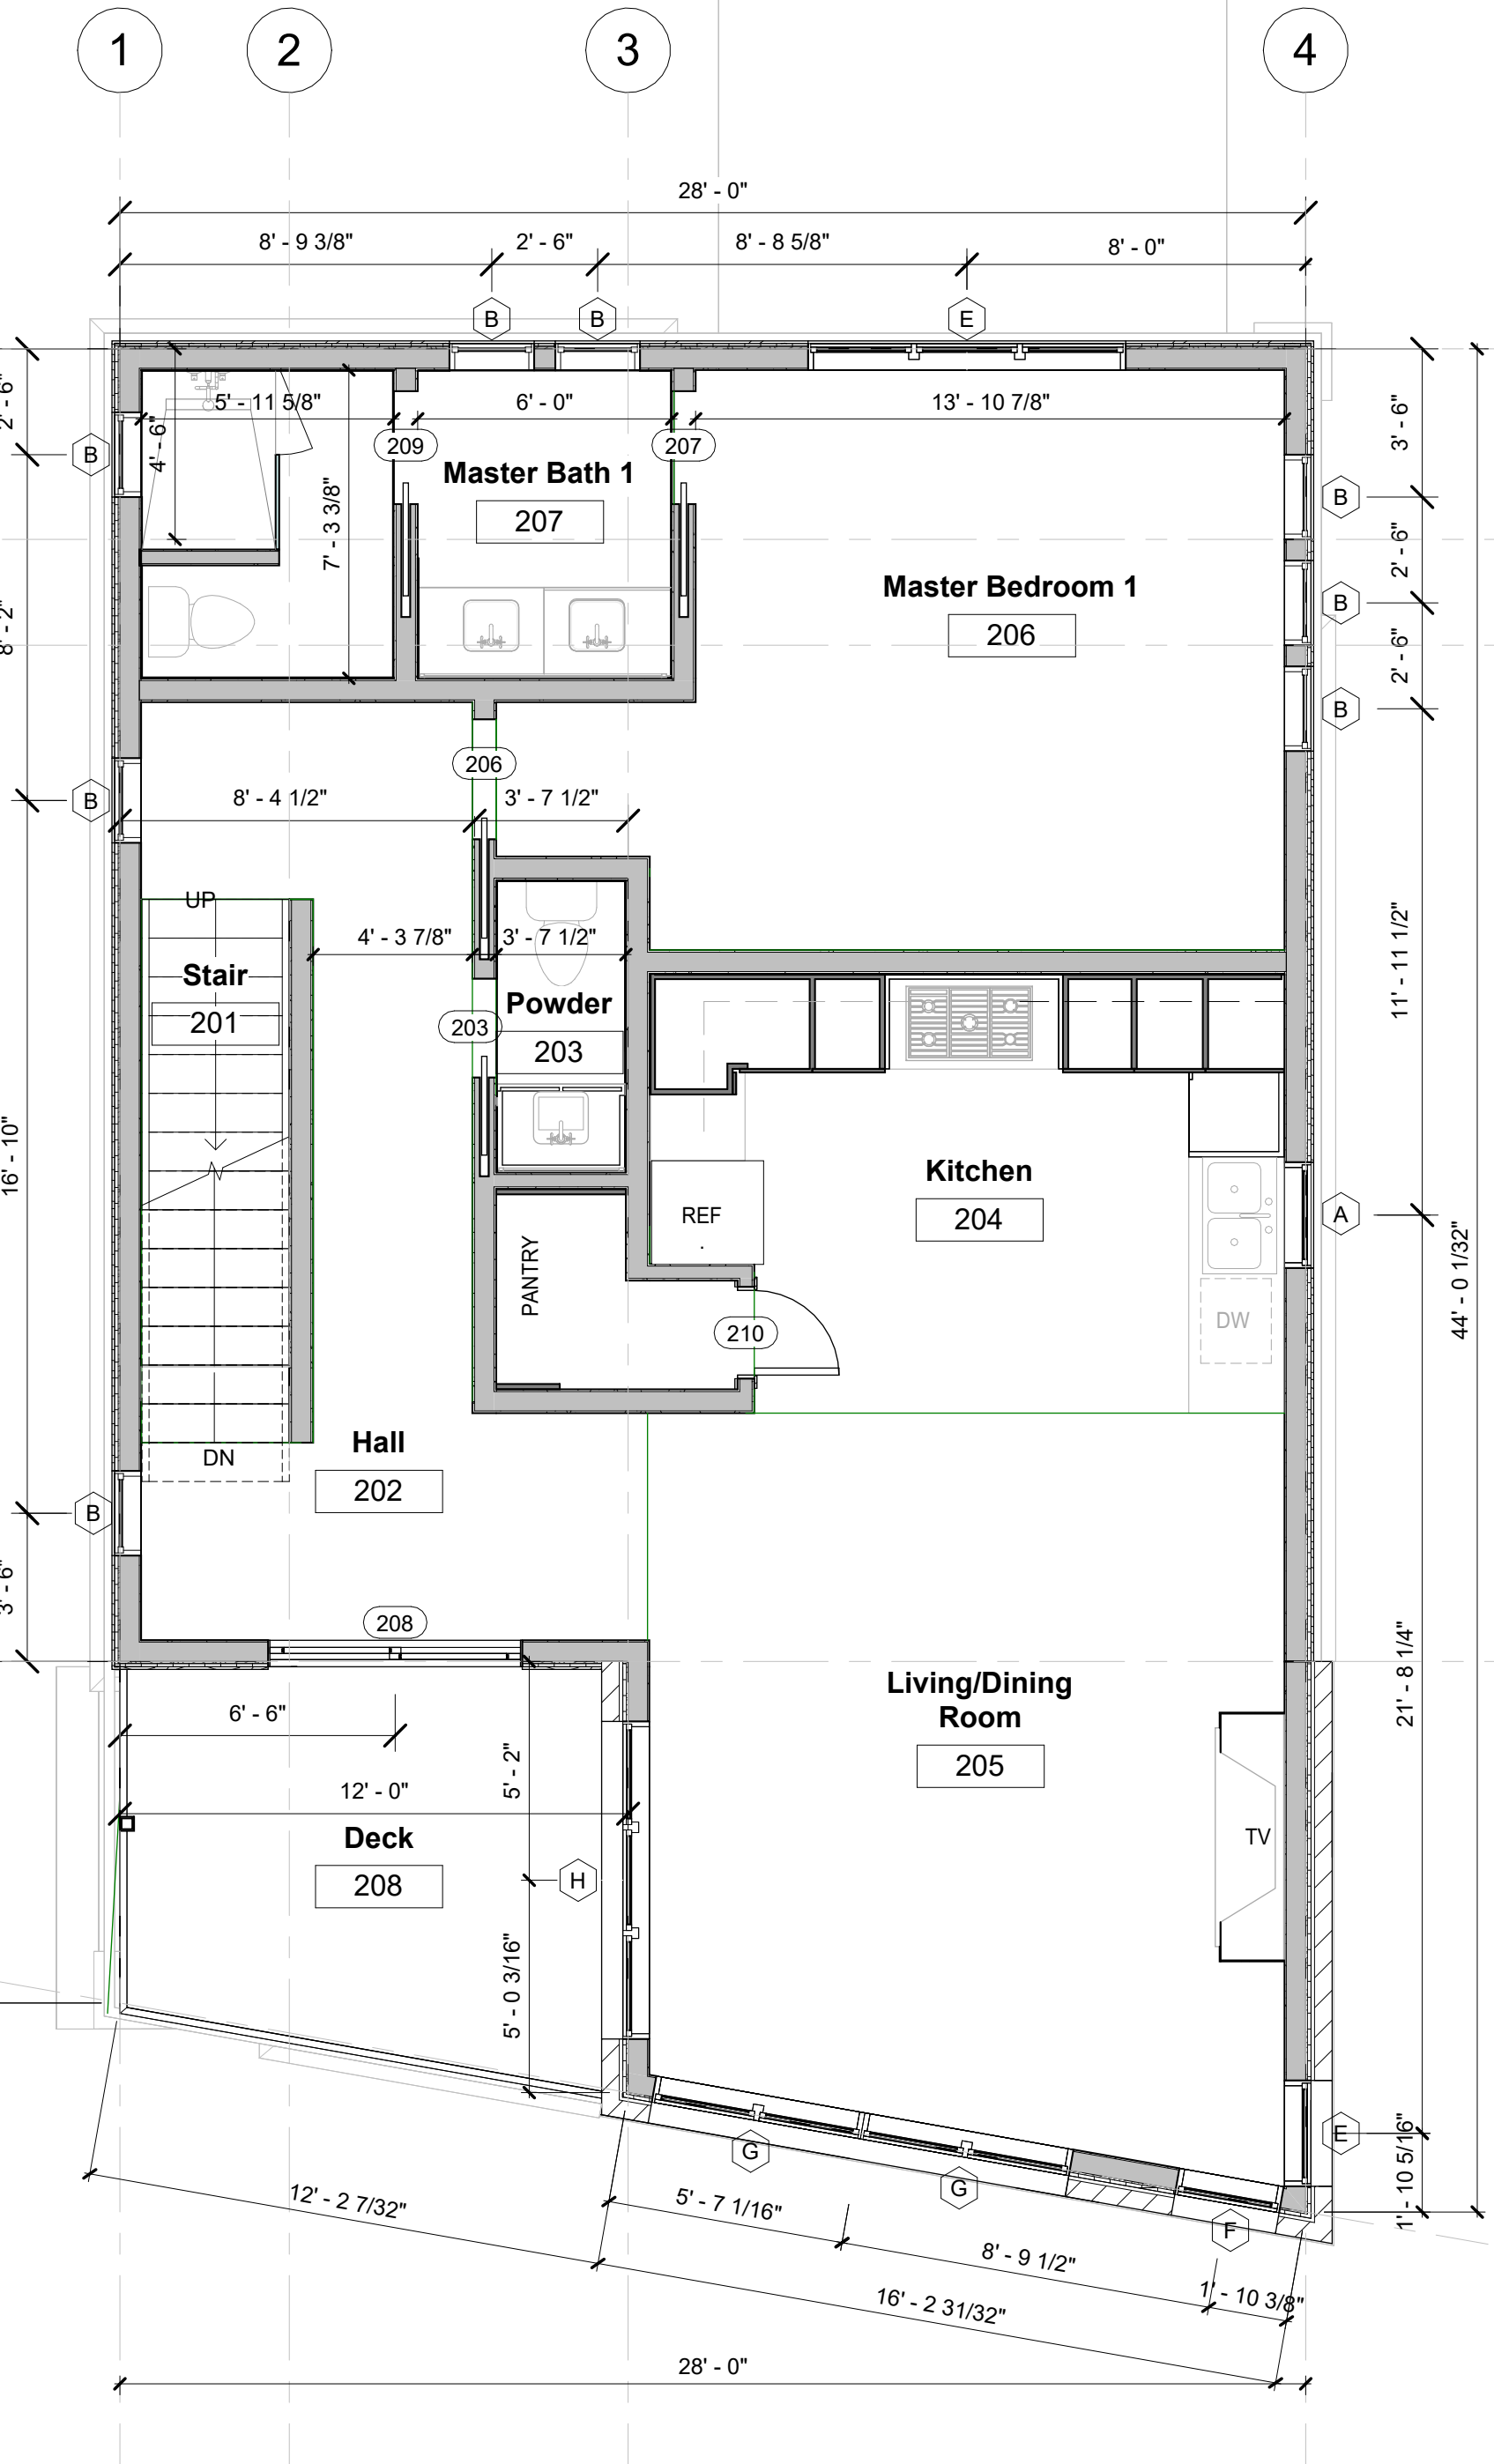 1 2 3 4
28' - 0"
8' - 9 3/8" 2' - 6" 8' - 8 5/8" 8' - 0"
B B E
5' - 11 5/8" 6' - 0" 13' - 10 7/8"
2' - 6"
4' - 6"
3' - 6"
B
209 207
Master Bath 1
207
7' - 3 3/8"
B
2' - 6"
Master Bedroom 1
206
B
8' - 2"
2' - 6"
B
206
8' - 4 1/2" 3' - 7 1/2"
B
UP
4' - 3 7/8" 3' - 7 1/2"
11' - 11 1/2"
Stair
201
Powder
203
203
16' - 10"
Kitchen
204
REF
.
A
PANTRY
44' - 0 1/32"
DW
210
Hall
202
DN
B
3' - 6"
208
21' - 8 1/4"
Living/Dining
Room
205
6' - 6"
5' - 2"
12' - 0"
Deck
208
TV
H
5' - 0 3/16"
E
G
G
F
1' - 10 5/16"
12' - 2 7/32"
5' - 7 1/16"
8' - 9 1/2"
1' - 10 3/8"
16' - 2 31/32"
28' - 0"